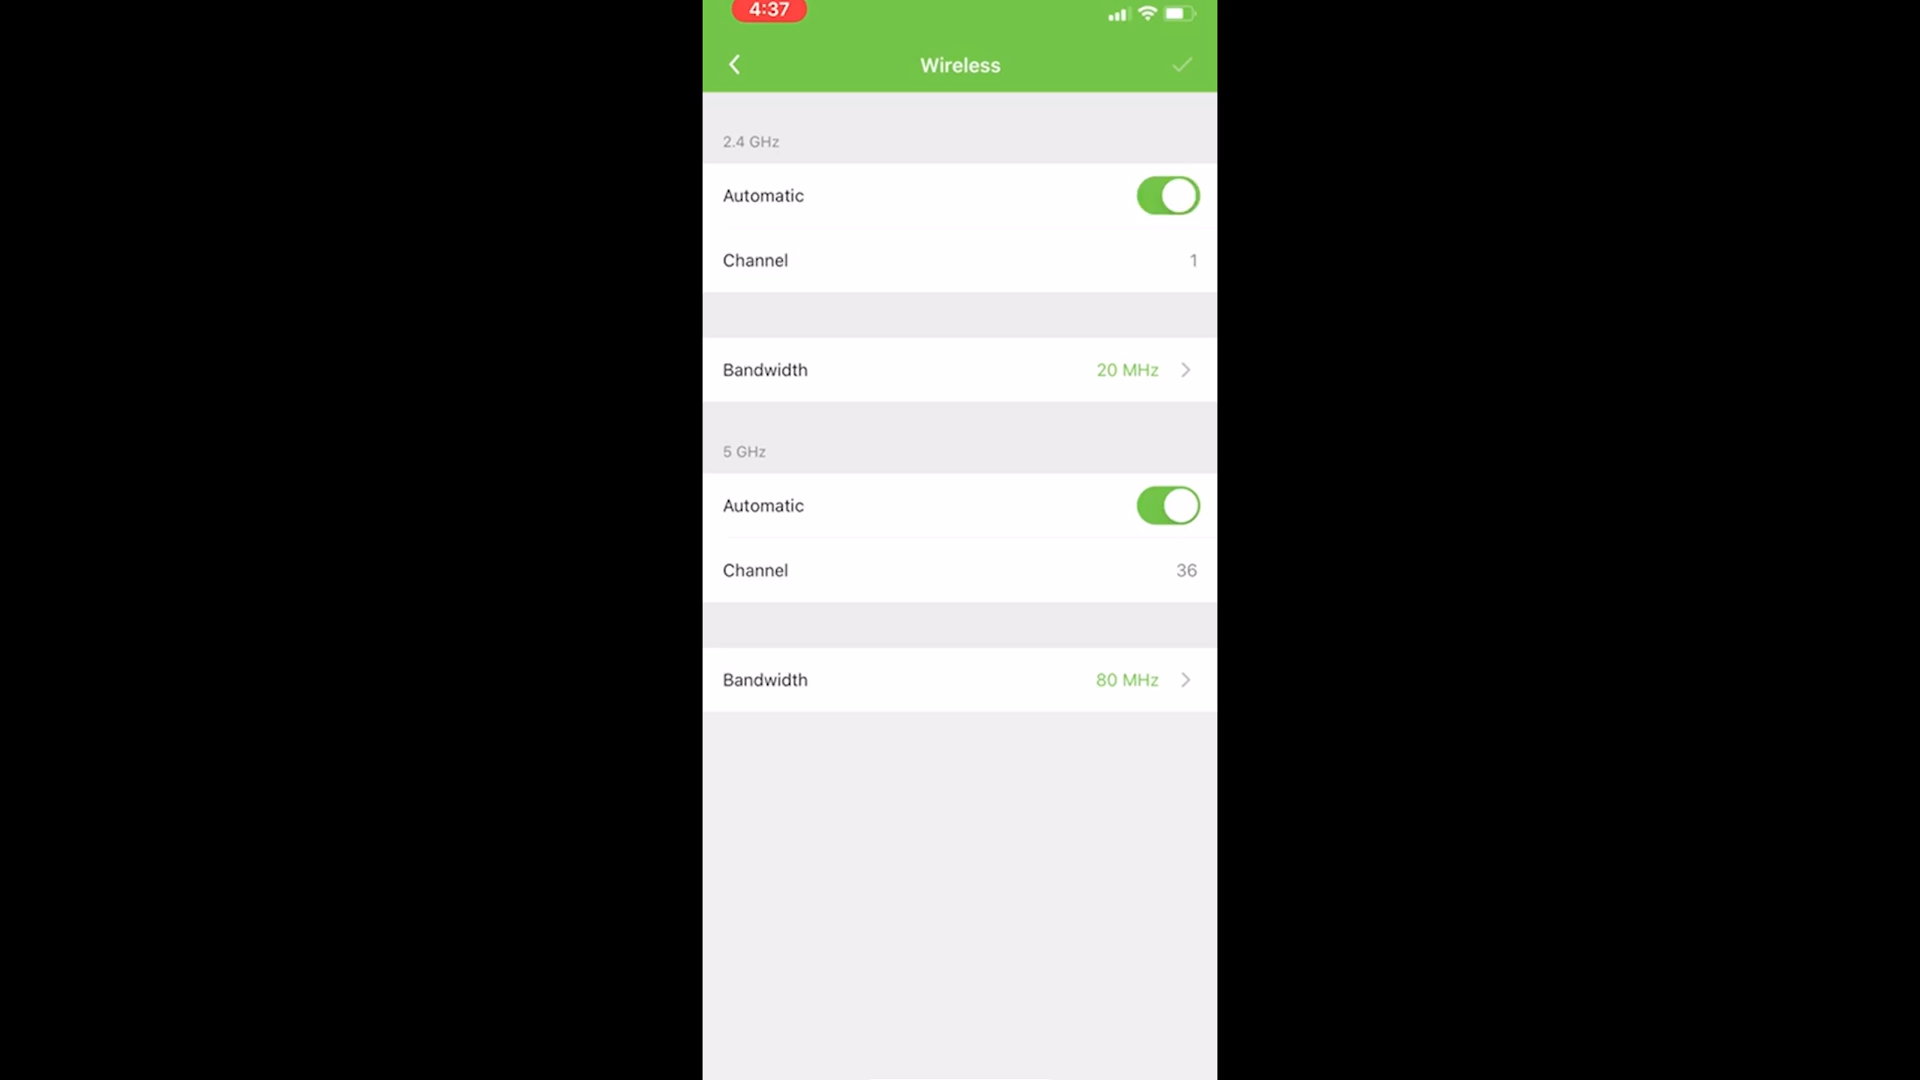 4:37
Wireless
2.4 GHz
Automatic
Channel 1
Bandwidth 20 MHz
5 GHz
Automatic
Channel 36
Bandwidth 80 MHz